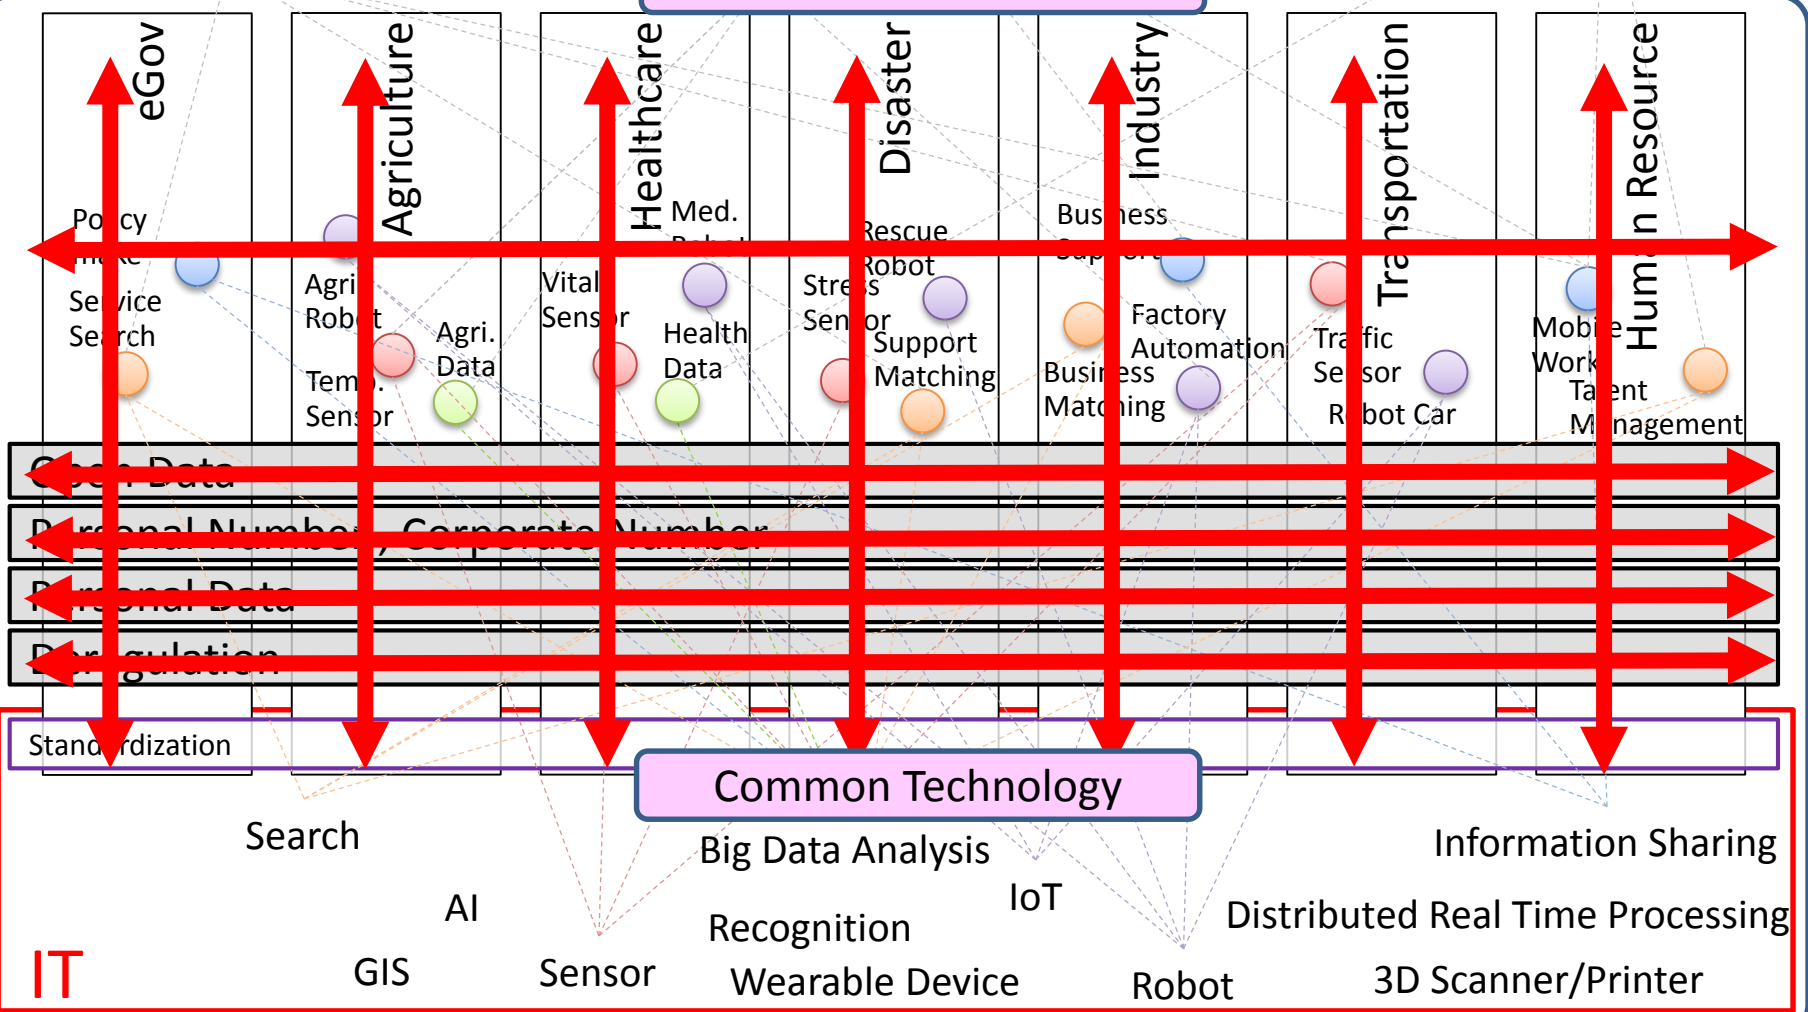 eGov
Agriculture
Healthcare
Disaster
Industry
Transportation
Human Resource
Policy
make
Service
Search
Agri.
Robot
Temp.
Sensor
Agri.
Data
Vital
Sensor
Med.
Robot
Health
Data
Rescue
Robot
Stress
Sensor
Support
Matching
Business
Support
Factory
Automation
Business
Matching
Traffic
Sensor
Robot Car
Mobile
Work
Talent
Management
Open Data
Personal Number, Corporate Number
Personal Data
Deregulation
Standardization
Common Technology
Search
Big Data Analysis
Information Sharing
AI
IoT
Recognition
Distributed Real Time Processing
IT
GIS
Sensor
Wearable Device
Robot
3D Scanner/Printer